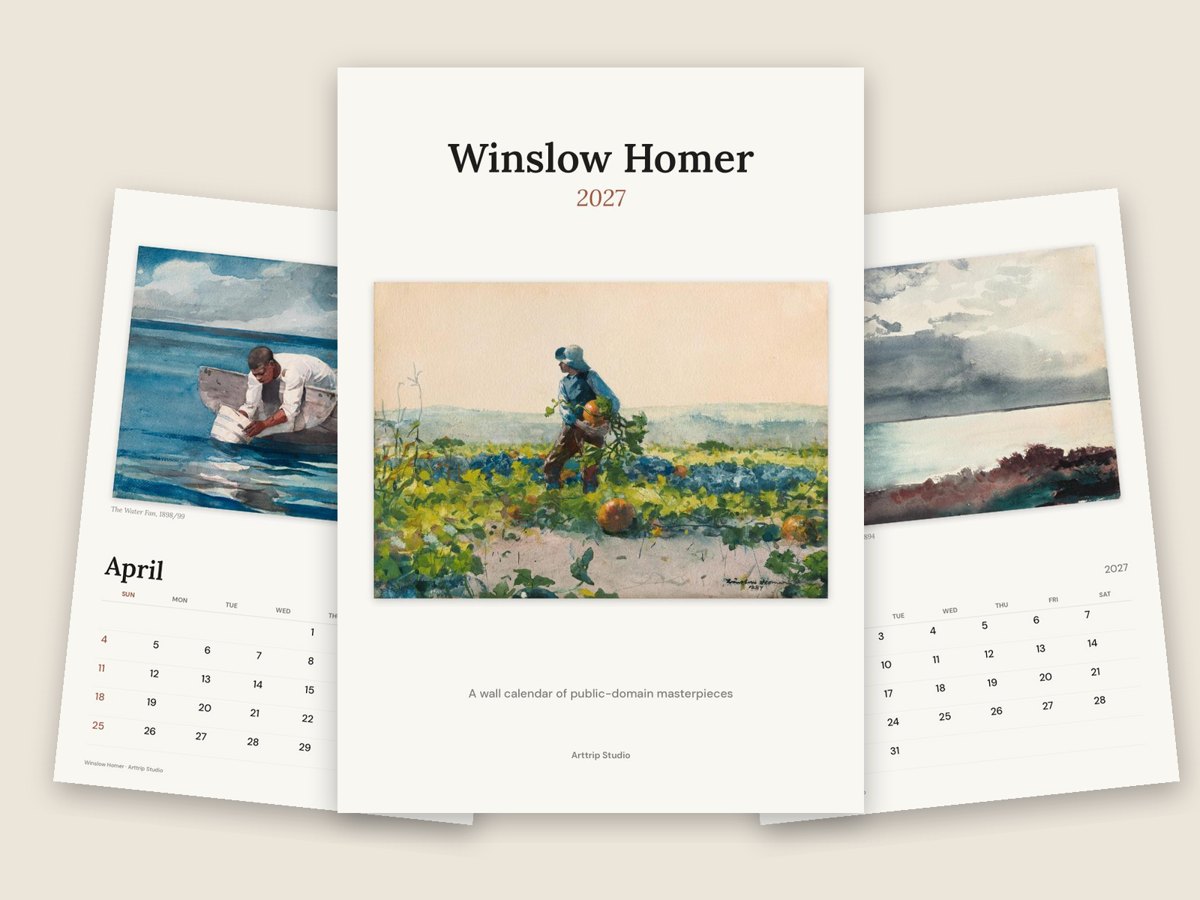 Winslow Homer
2027
Winslow Homer
1887
A wall calendar of public-domain masterpieces
Arttrip Studio
The Water Fan, 1898/99
April
SUN MON TUE WED
1
4 5 6 7 8
11 12 13 14 15
18 19 20 21 22
25 26 27 28 29
Winslow Homer · Arttrip Studio
894
2027
TUE WED THU FRI SAT
3 4 5 6 7
10 11 12 13 14
17 18 19 20 21
24 25 26 27 28
31